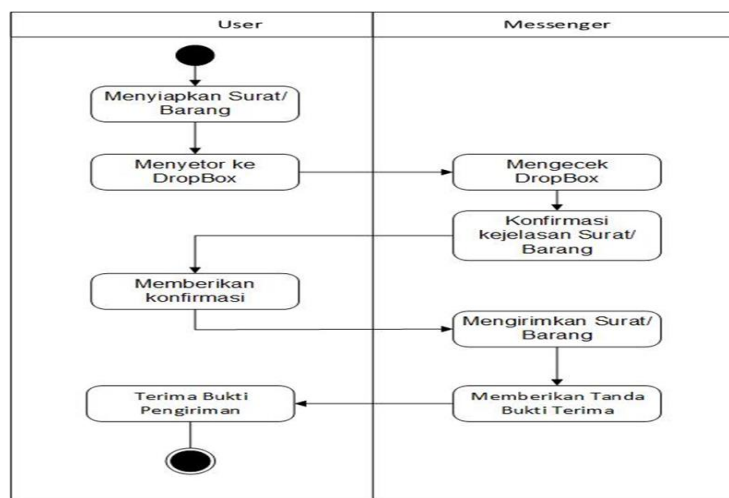 User
Messenger
Menyiapkan Surat/
Barang
Menyetor ke
DropBox
Mengecek
DropBox
Konfirmasi
kejelasan Surat/
Barang
Memberikan
konfirmasi
Mengirimkan Surat/
Barang
Memberikan Tanda
Bukti Terima
Terima Bukti
Pengiriman